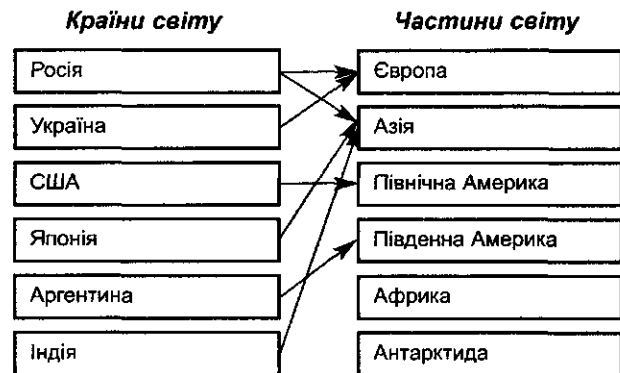 Країни світу
Частини світу
Росія
Європа
Україна
Азія
США
Північна Америка
Японія
Південна Америка
Аргентина
Африка
Індія
Антарктида